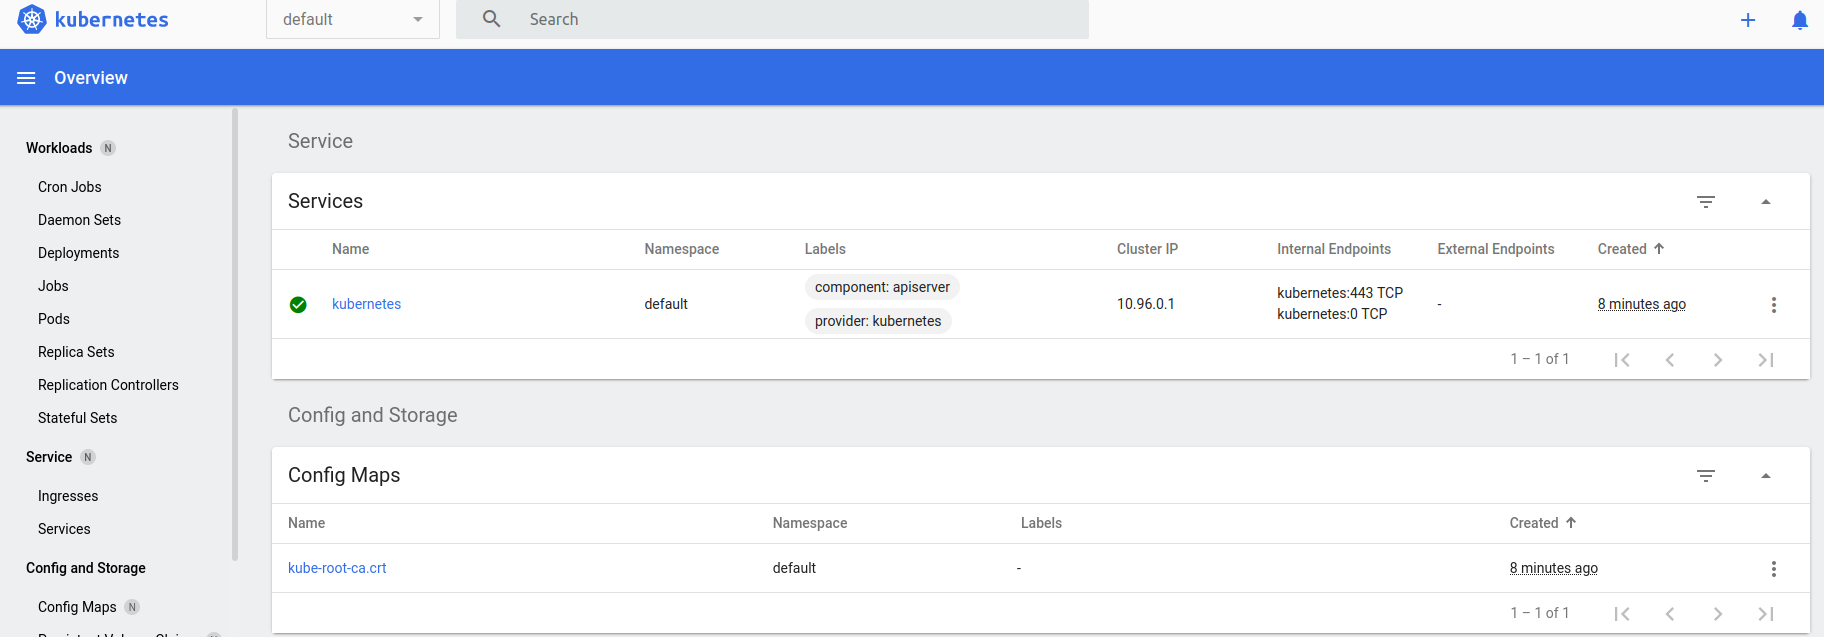 kubernetes
default
Search
Overview
Workloads N
Cron Jobs
Daemon Sets
Deployments
Jobs
Pods
Replica Sets
Replication Controllers
Stateful Sets
Service N
Ingresses
Services
Config and Storage
Config Maps N
Service
Services
Name Namespace Labels Cluster IP Internal Endpoints External Endpoints Created
kubernetes default component: apiserver 10.96.0.1 kubernetes:443 TCP - 8 minutes ago
provider: kubernetes kubernetes:0 TCP
1 – 1 of 1
Config and Storage
Config Maps
Name Namespace Labels Created
kube-root-ca.crt default - 8 minutes ago
1 – 1 of 1